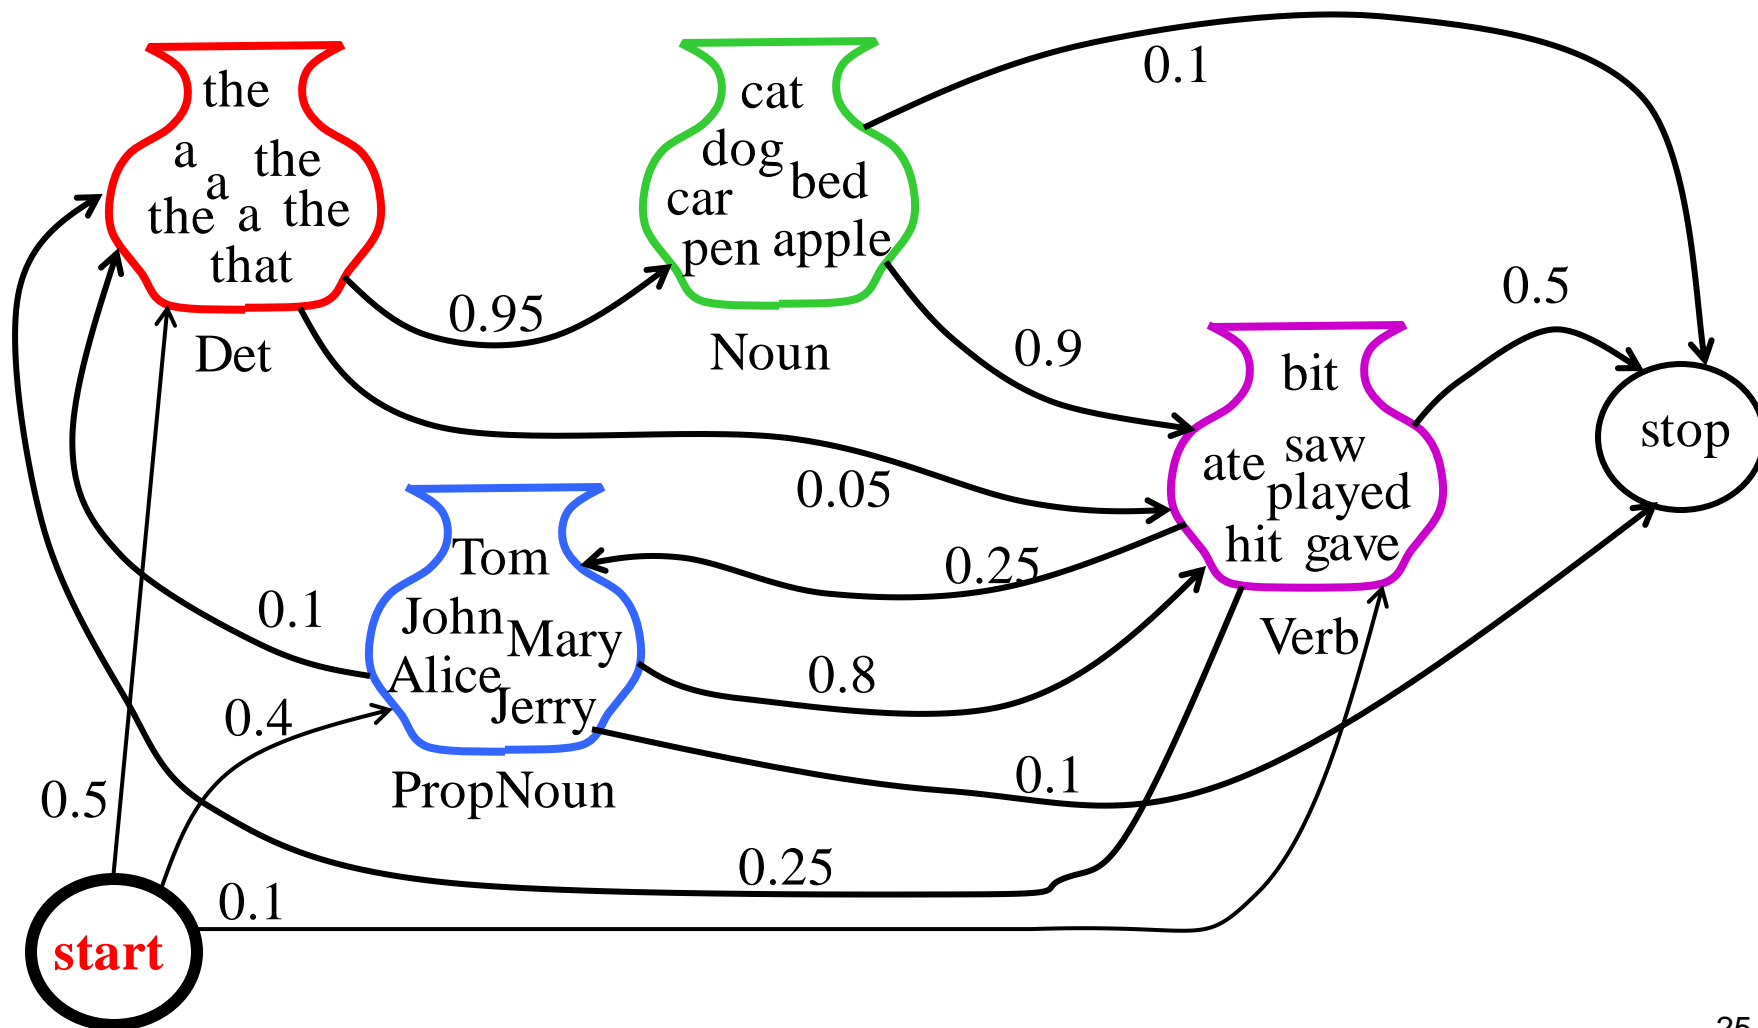 the
a
the
a
the
a
the
that
Det
cat
dog
bed
car
pen
apple
Noun
0.1
0.95
0.9
0.5
bit
saw
ate
played
hit
gave
Verb
stop
0.05
0.25
Tom
John
Mary
Alice
Jerry
PropNoun
0.1
0.8
0.4
0.5
0.1
0.25
0.1
start
25